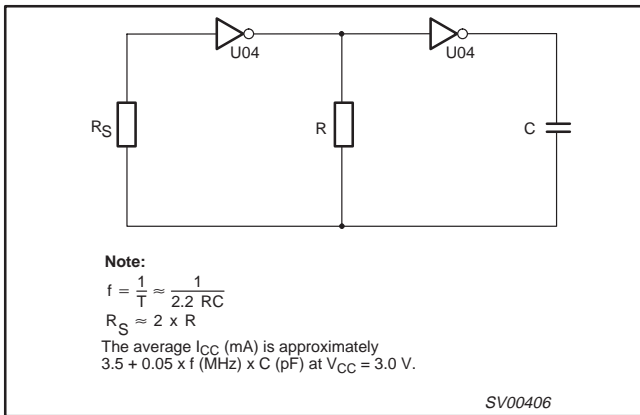 U04
U04
RS
R
C
Note:
f = 1/T ≈ 1/2.2 RC
RS ≈ 2 x R
The average ICC (mA) is approximately
3.5 + 0.05 x f (MHz) x C (pF) at VCC = 3.0 V.
SV00406